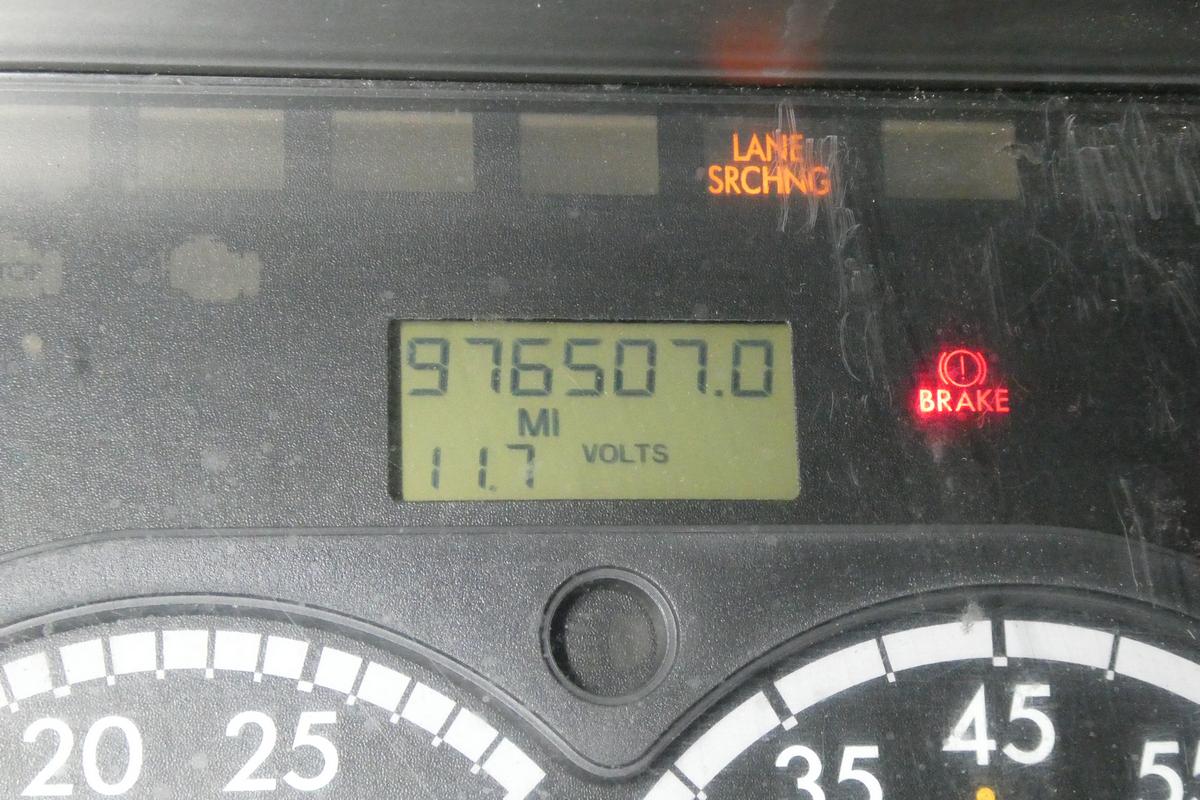 LANE
SRCHNG
976507.0
MI
11.7 VOLTS
BRAKE
20 25
35 45